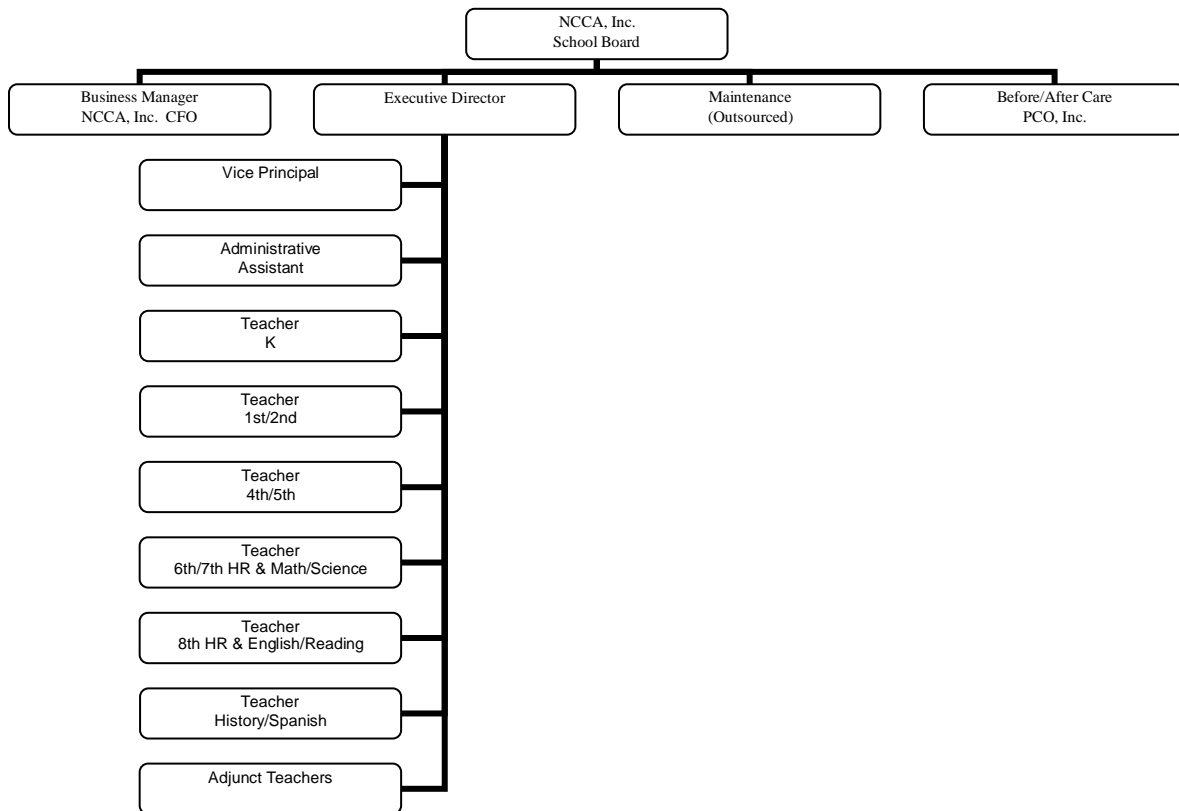 NCCA, Inc.
School Board
Business Manager
NCCA, Inc. CFO
Executive Director
Maintenance
(Outsourced)
Before/After Care
PCO, Inc.
Vice Principal
Administrative
Assistant
Teacher
K
Teacher
1st/2nd
Teacher
4th/5th
Teacher
6th/7th HR & Math/Science
Teacher
8th HR & English/Reading
Teacher
History/Spanish
Adjunct Teachers